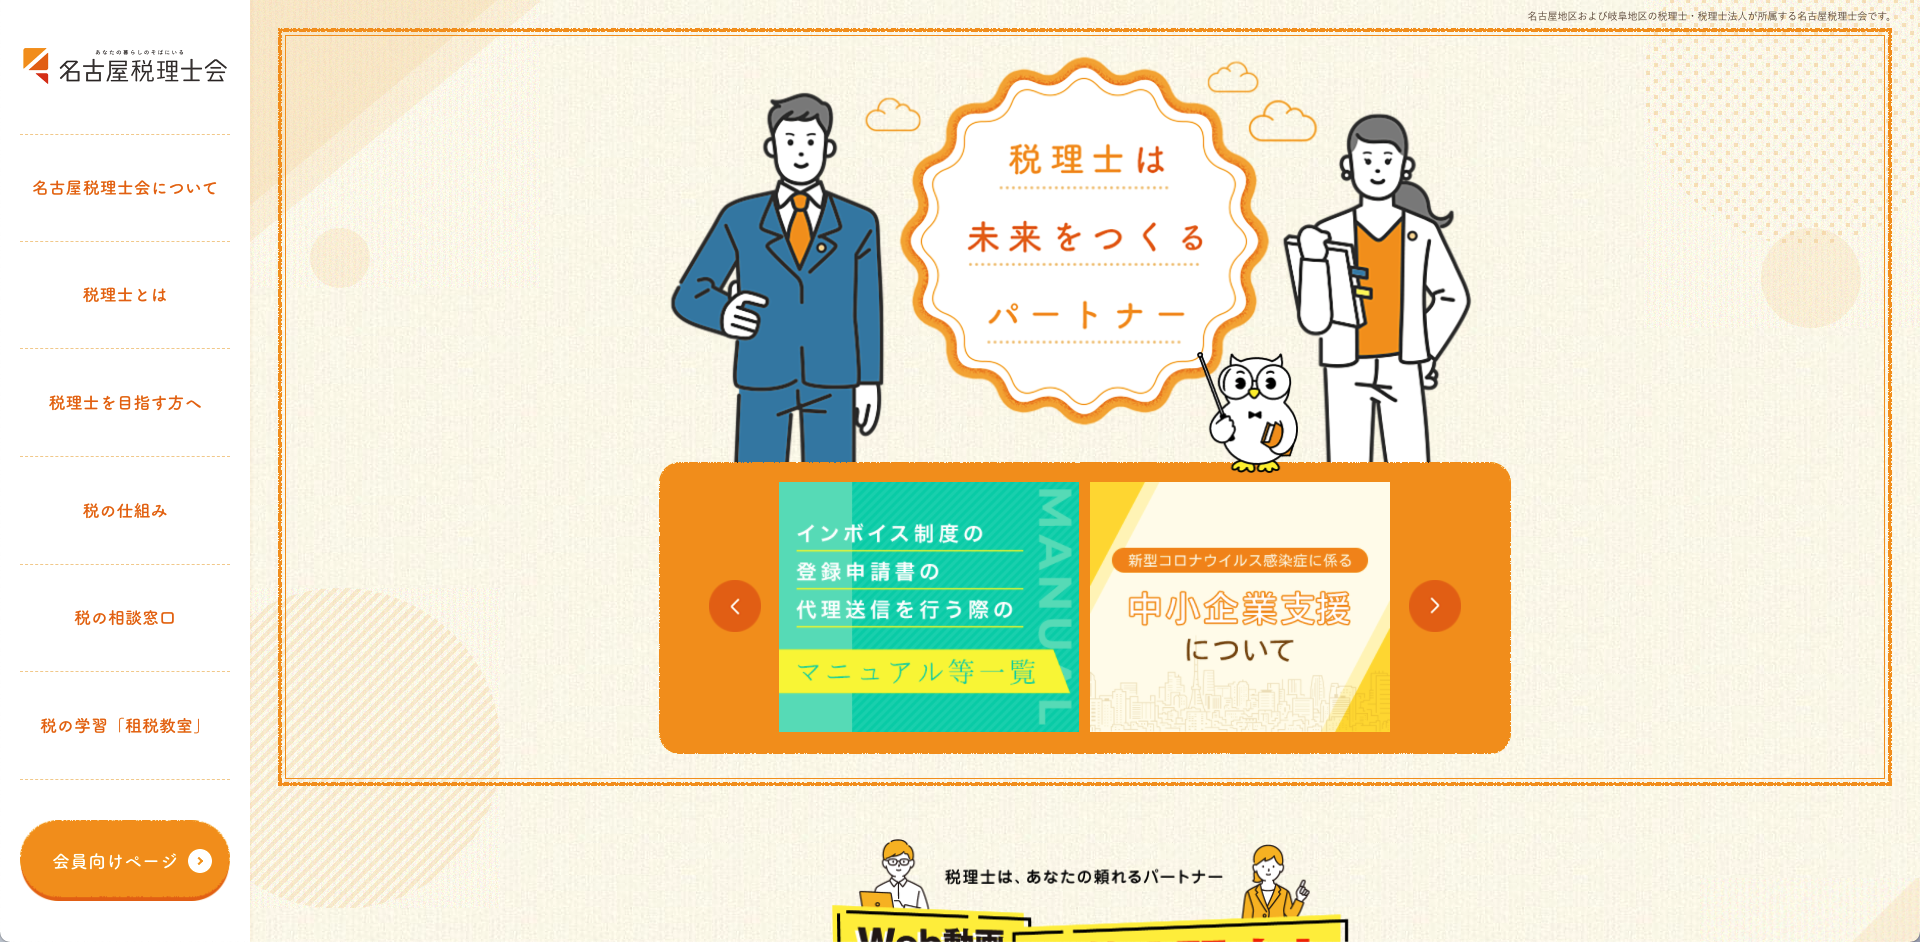 名古屋地区および岐阜地区の税理士・税理士法人が所属する名古屋税理士会です。
あなたの暮らしのそばにいる
名古屋税理士会
名古屋税理士会について
税理士とは
税理士を目指す方へ
税の仕組み
税の相談窓口
税の学習「租税教室」
会員向けページ
税理士は
未来をつくる
パートナー
インボイス制度の
登録申請書の
代理送信を行う際の
マニュアル等一覧
MANUAL
新型コロナウイルス感染症に係る
中小企業支援
について
税理士は、あなたの頼れるパートナー
Web動画